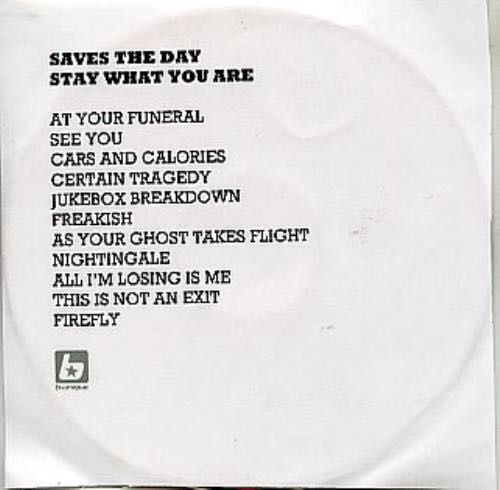 SAVES THE DAY
STAY WHAT YOU ARE
AT YOUR FUNERAL
SEE YOU
CARS AND CALORIES
CERTAIN TRAGEDY
JUKEBOX BREAKDOWN
FREAKISH
AS YOUR GHOST TAKES FLIGHT
NIGHTINGALE
ALL I'M LOSING IS ME
THIS IS NOT AN EXIT
FIREFLY
b